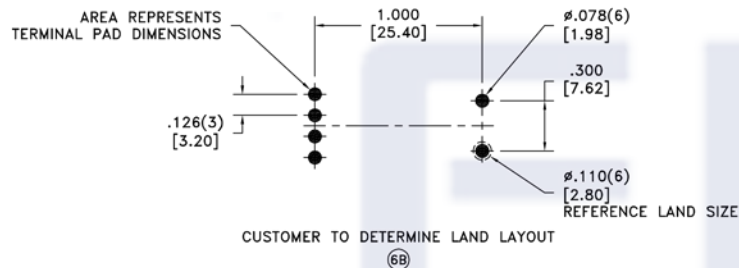 AREA REPRESENTS
TERMINAL PAD DIMENSIONS
1.000
[25.40]
ø.078(6)
[1.98]
.300
[7.62]
.126(3)
[3.20]
ø.110(6)
[2.80]
REFERENCE LAND SIZE
CUSTOMER TO DETERMINE LAND LAYOUT
6B